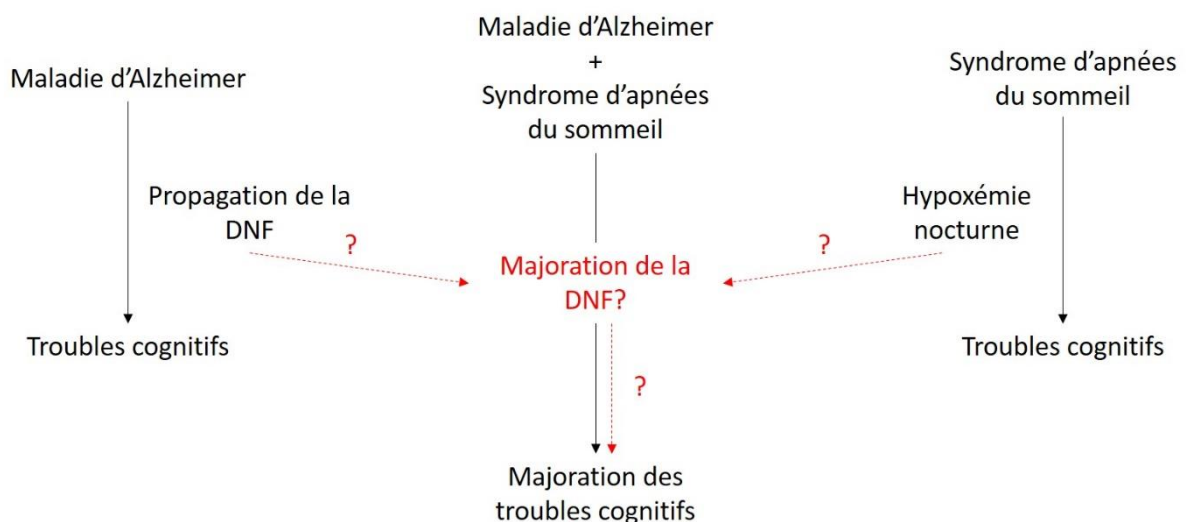 Maladie d'Alzheimer
Maladie d'Alzheimer
+
Syndrome d'apnées
du sommeil
Syndrome d'apnées
du sommeil
Propagation de la
DNF
?
Majoration de la
DNF?
?
Hypoxémie
nocturne
?
Troubles cognitifs
Troubles cognitifs
Majoration des
troubles cognitifs